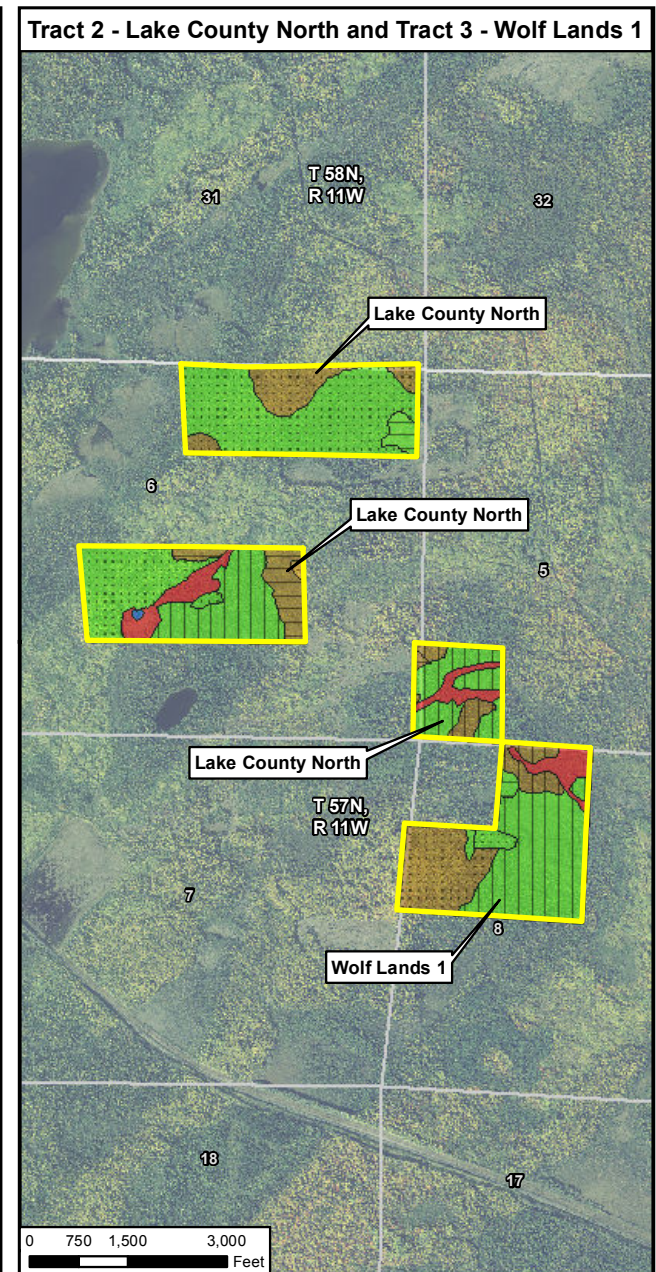 Tract 2 - Lake County North and Tract 3 - Wolf Lands 1
T 58N,
R 11W
31
32
Lake County North
6
Lake County North
5
Lake County North
T 57N,
R 11W
7
8
Wolf Lands 1
18
17
0 750 1,500 3,000
Feet